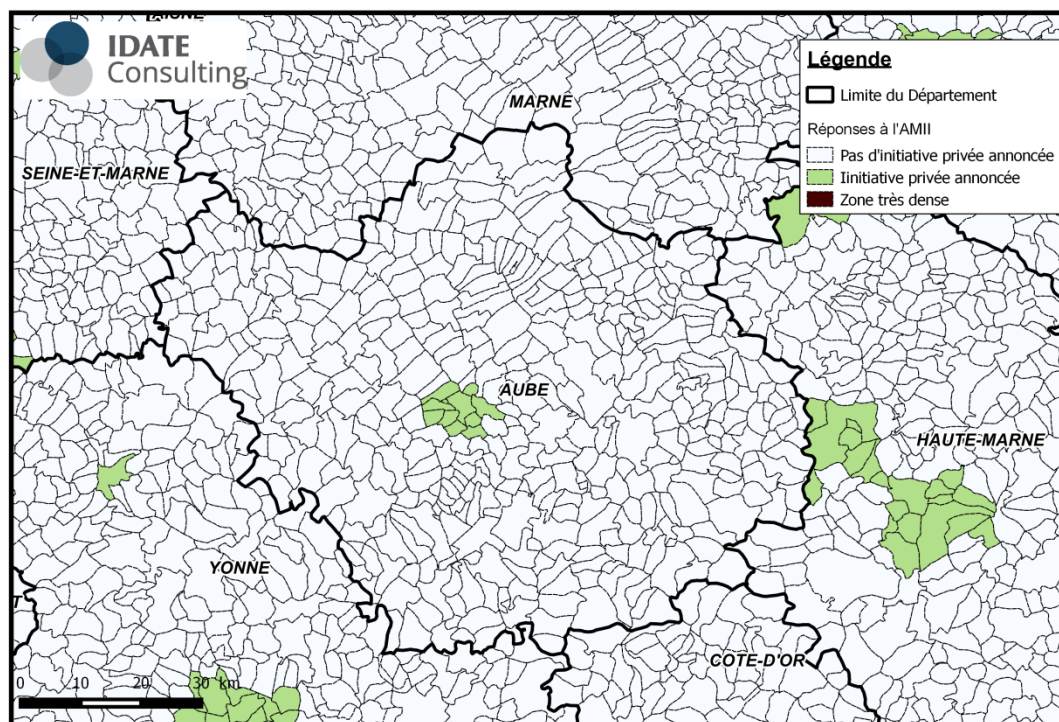 L'AISNE
IDATE
Consulting
MARNE
SEINE-ET-MARNE
Légende
Limite du Département
Réponses à l'AMII
Pas d'initiative privée annoncée
Iinitiative privée annoncée
Zone très dense
AUBE
HAUTE-MARNE
YONNE
T
COTE-D'OR
0 10 20 30 km